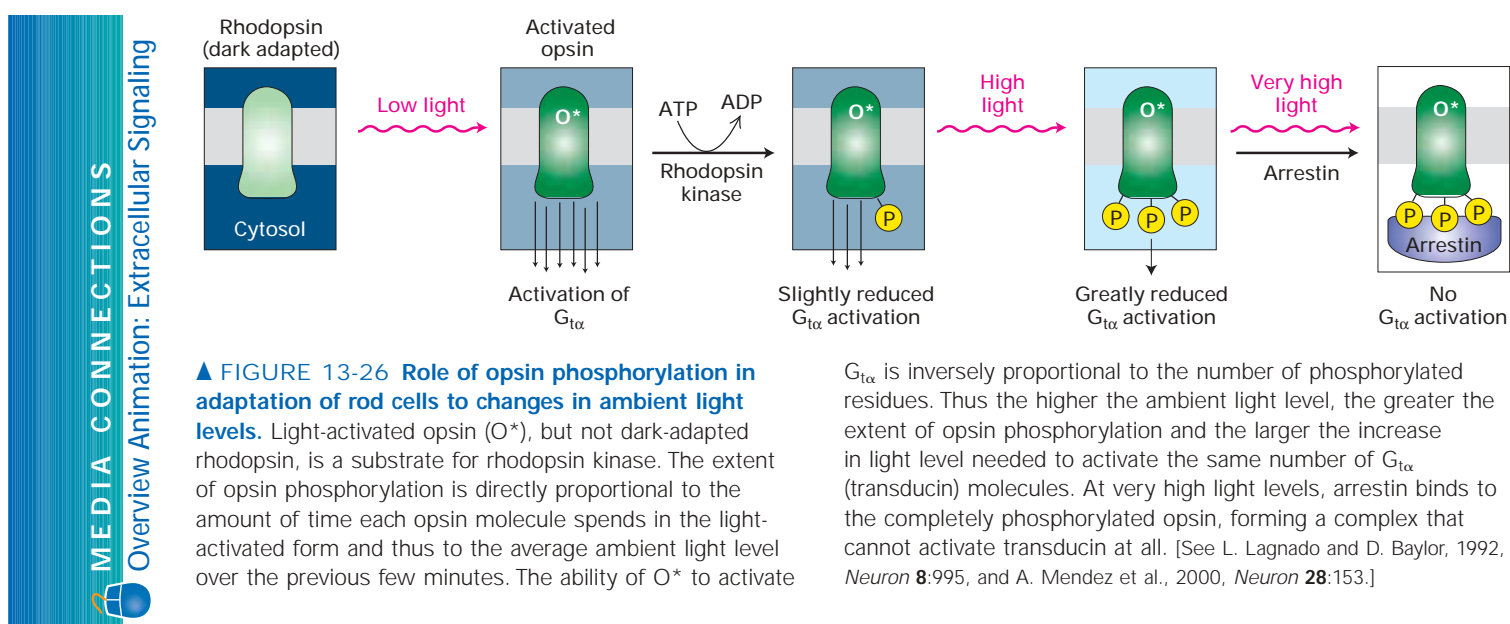 MEDIA CONNECTIONS
Overview Animation: Extracellular Signaling
Rhodopsin
(dark adapted)
Cytosol
Low light
Activated
opsin
O*
Activation of
Gtα
ATP
ADP
Rhodopsin
kinase
O*
P
Slightly reduced
Gtα activation
High
light
O*
P
P
P
Greatly reduced
Gtα activation
Very high
light
Arrestin
O*
P
P
P
Arrestin
No
Gtα activation
▲ FIGURE 13-26 Role of opsin phosphorylation in
adaptation of rod cells to changes in ambient light
levels. Light-activated opsin (O*), but not dark-adapted
rhodopsin, is a substrate for rhodopsin kinase. The extent
of opsin phosphorylation is directly proportional to the
amount of time each opsin molecule spends in the light-
activated form and thus to the average ambient light level
over the previous few minutes. The ability of O* to activate
Gtα is inversely proportional to the number of phosphorylated
residues. Thus the higher the ambient light level, the greater the
extent of opsin phosphorylation and the larger the increase
in light level needed to activate the same number of Gtα
(transducin) molecules. At very high light levels, arrestin binds to
the completely phosphorylated opsin, forming a complex that
cannot activate transducin at all. [See L. Lagnado and D. Baylor, 1992,
Neuron 8:995, and A. Mendez et al., 2000, Neuron 28:153.]